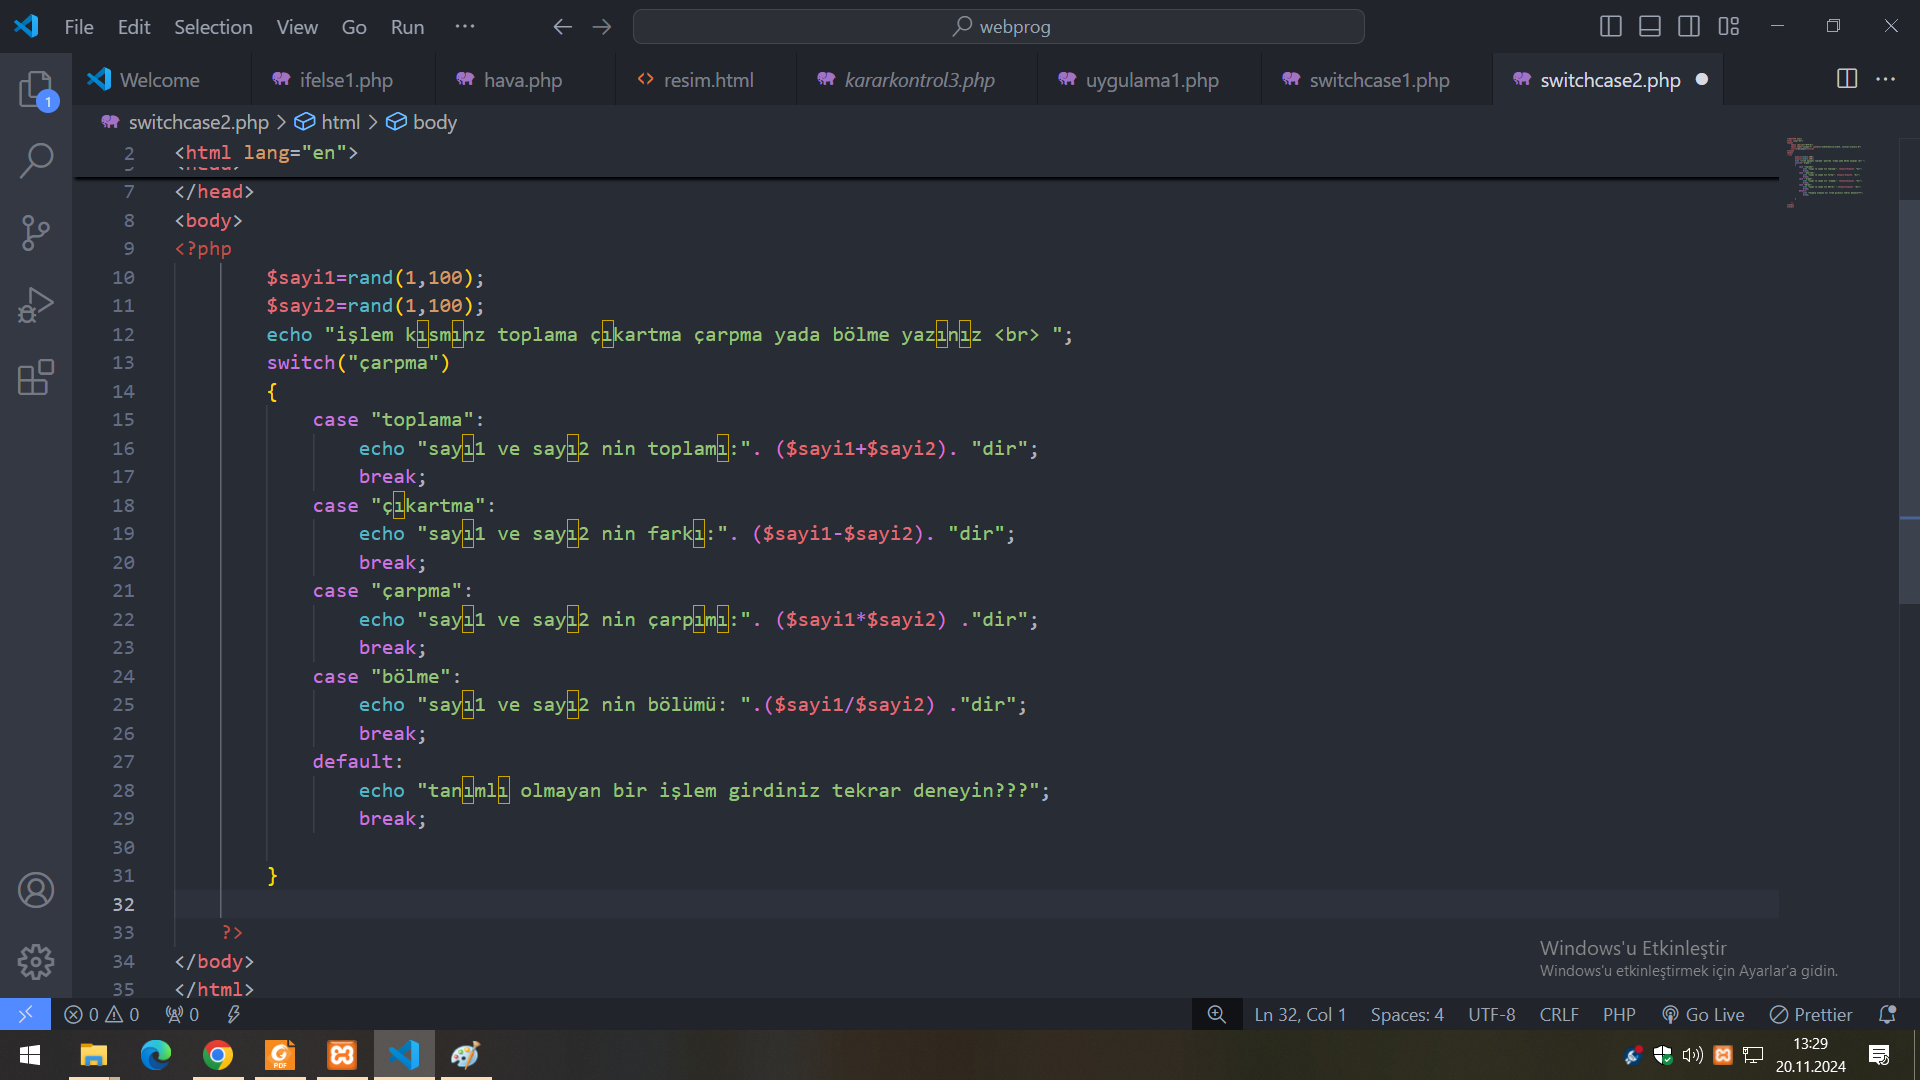 File Edit Selection View Go Run ··· webprog
Welcome ifelse1.php hava.php resim.html kararkontrol3.php uygulama1.php switchcase1.php switchcase2.php
1
switchcase2.php > html > body
2 <html lang="en">
7 </head>
8 <body>
9 <?php
10 $sayi1=rand(1,100);
11 $sayi2=rand(1,100);
12 echo "işlem kısmınz toplama çıkartma çarpma yada bölme yazınız <br> ";
13 switch("çarpma")
14 {
15 case "toplama":
16 echo "sayı1 ve sayı2 nin toplamı:". ($sayi1+$sayi2). "dir";
17 break;
18 case "çıkartma":
19 echo "sayı1 ve sayı2 nin farkı:". ($sayi1-$sayi2). "dir";
20 break;
21 case "çarpma":
22 echo "sayı1 ve sayı2 nin çarpımı:". ($sayi1*$sayi2) ."dir";
23 break;
24 case "bölme":
25 echo "sayı1 ve sayı2 nin bölümü: ".($sayi1/$sayi2) ."dir";
26 break;
27 default:
28 echo "tanımlı olmayan bir işlem girdiniz tekrar deneyin???";
29 break;
30
31 }
32
33 ?>
34 </body>
35 </html>
Windows'u Etkinleştir
Windows'u etkinleştirmek için Ayarlar'a gidin.
0 0 0 Ln 32, Col 1 Spaces: 4 UTF-8 CRLF PHP Go Live Prettier
PDF
13:29
20.11.2024